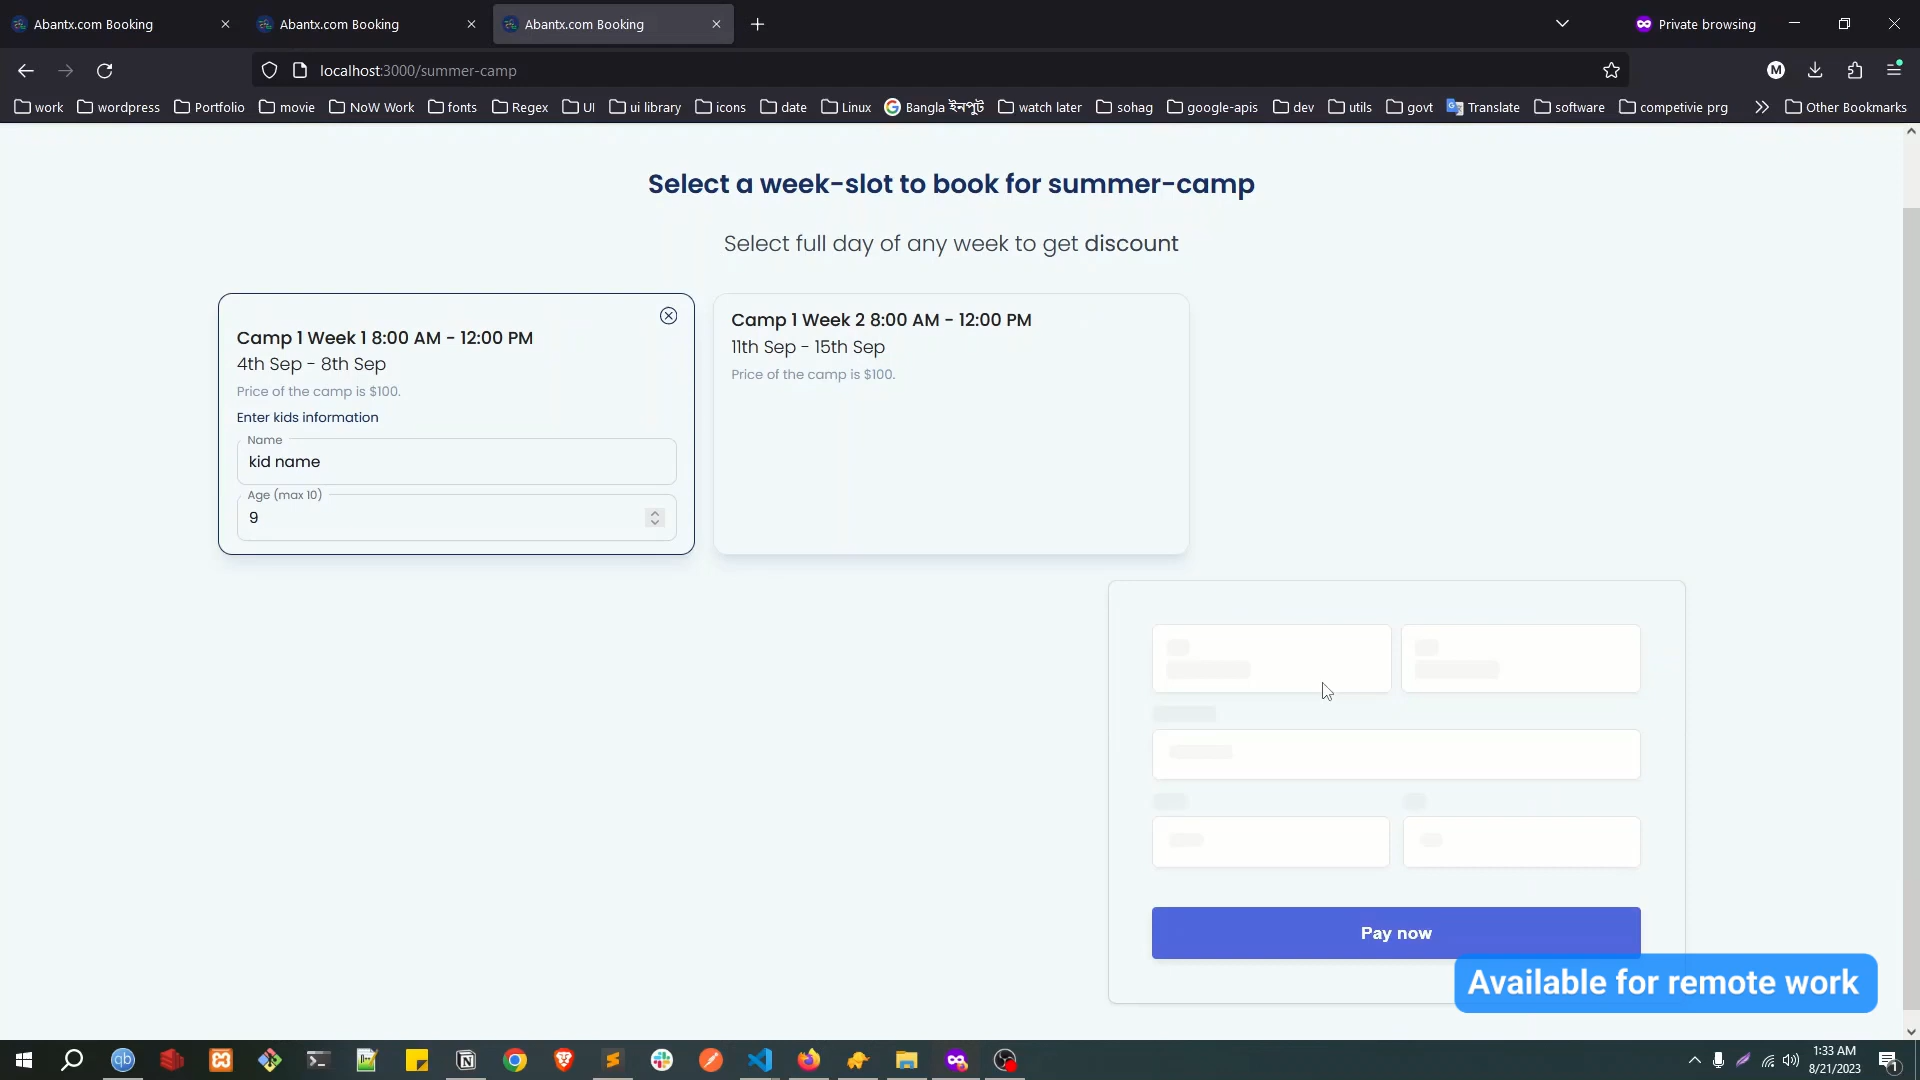 Abantx.com Booking
Abantx.com Booking
Abantx.com Booking
Private browsing
localhost:3000/summer-camp
M
work
wordpress
Portfolio
movie
NoW Work
fonts
Regex
UI
ui library
icons
date
Linux
Bangla ইনপুট
watch later
sohag
google-apis
dev
utils
govt
Translate
software
competivie prg
Other Bookmarks
Select a week-slot to book for summer-camp
Select full day of any week to get discount
Camp 1 Week 1 8:00 AM - 12:00 PM
4th Sep - 8th Sep
Price of the camp is $100.
Enter kids information
Name
kid name
Age (max 10)
9
Camp 1 Week 2 8:00 AM - 12:00 PM
11th Sep - 15th Sep
Price of the camp is $100.
Pay now
Available for remote work
qb
1:33 AM
8/21/2023
1